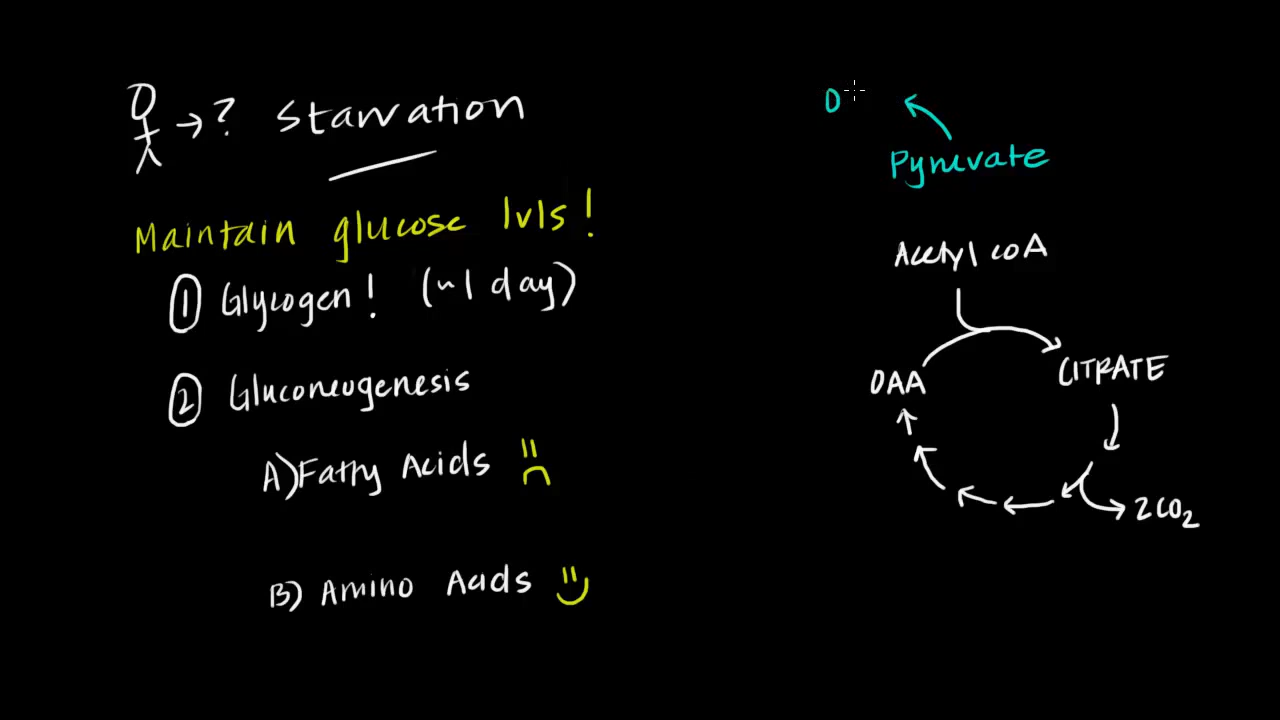 →? Starvation
Maintain glucose lvls!
① Glycogen! (~1 day)
② Gluconeogenesis
A) Fatty Acids
B) Amino Acids
O
Pyruvate
Acetyl coA
OAA
CITRATE
2CO₂